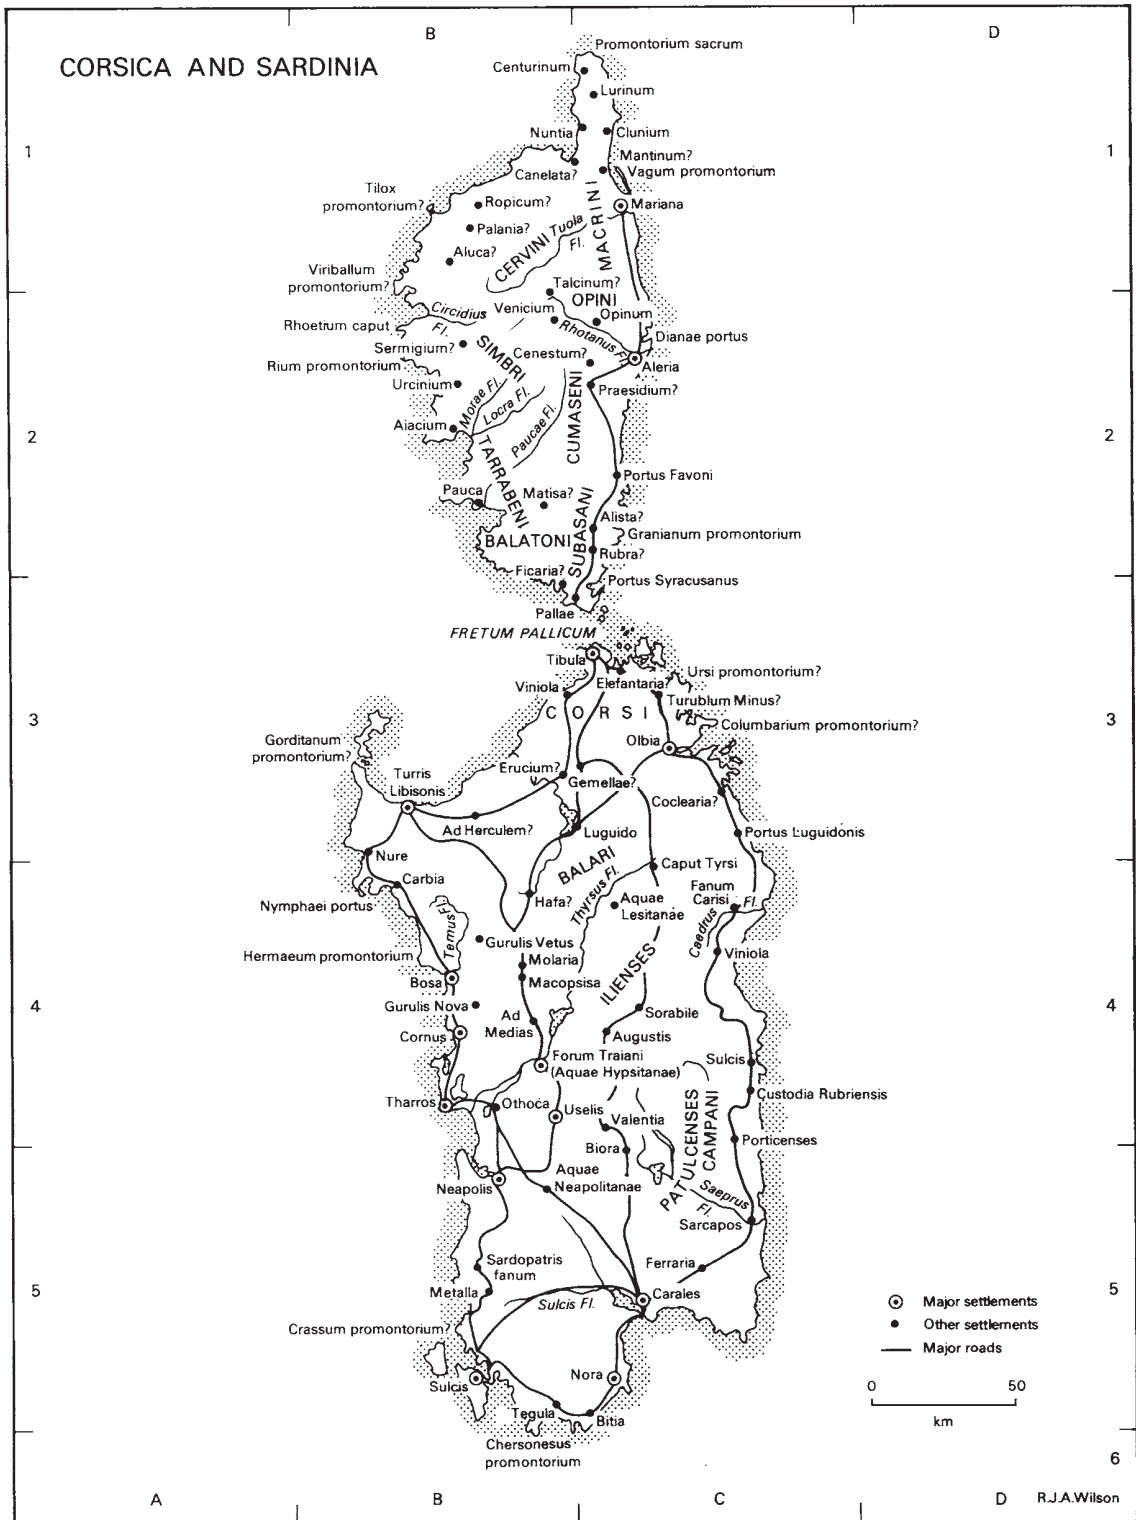 B
D
CORSICA AND SARDINIA
Promontorium sacrum
Centurinum
Lurinum
Nuntia
Clunium
1
1
Mantinum?
Canelata?
Vagum promontorium
Tilox
promontorium?
Ropicum?
MACRINI
Mariana
Palania?
Tuola
Fl.
CERVINI
Aluca?
Viriballum
promontorium?
Talcinum?
OPINI
Circidius
Fl.
Venicium
Opinum
Rhoetium caput
Rhotanus Fl.
Dianae portus
Sermigium?
SIMBRI
Cenestum?
Rium promontorium
Aleria
Urcinium
Praesidium?
Morae Fl.
Locra Fl.
CUMASENI
Aiacium
Paucae Fl.
2
2
TARRABENI
Portus Favoni
Pauca
Matisa?
SUBASANI
Alista?
Granianum promontorium
BALATONI
Rubra?
Ficaria?
Portus Syracusanus
Pallae
FRETUM PALLICUM
Tibula
Ursi promontorium?
Elefantaria?
Viniola
Turublum Minus?
CORSI
3
3
Columbarium promontorium?
Gorditanum
promontorium?
Olbia
Erucium?
Turris
Libisonis
Gemellae?
Coclearia?
Ad Herculem?
Luguido
Portus Luguidonis
Nure
BALARI
Caput Tyrsi
Carbia
Thyrsus Fl.
Fanum
Carisi
Fl.
Hafa?
Aquae
Lesitanae
Nymphaei portus
Temus Fl.
Caedrus
Gurulis Vetus
Hermaeum promontorium
Molaria
Viniola
Bosa
Macopsisa
ILIENSES
4
4
Gurulis Nova
Sorabile
Ad
Medias
Cornus
Augustis
Forum Traiani
(Aquae Hypsitanae)
Sulcis
Custodia Rubriensis
Tharros
Othoca
Uselis
Valentia
PATULCENSES
CAMPANI
Biora
Porticenses
Aquae
Neapolitanae
Neapolis
Saeprus
Fl.
Sarcapos
Sardopatris
fanum
Ferraria
Metalla
Carales
5
5
Sulcis Fl.
Major settlements
Crassum promontorium?
Other settlements
Major roads
Nora
Sulcis
0 50
km
Tegula
Bitia
Chersonesus
promontorium
6
A
B
C
D
R.J.A.Wilson